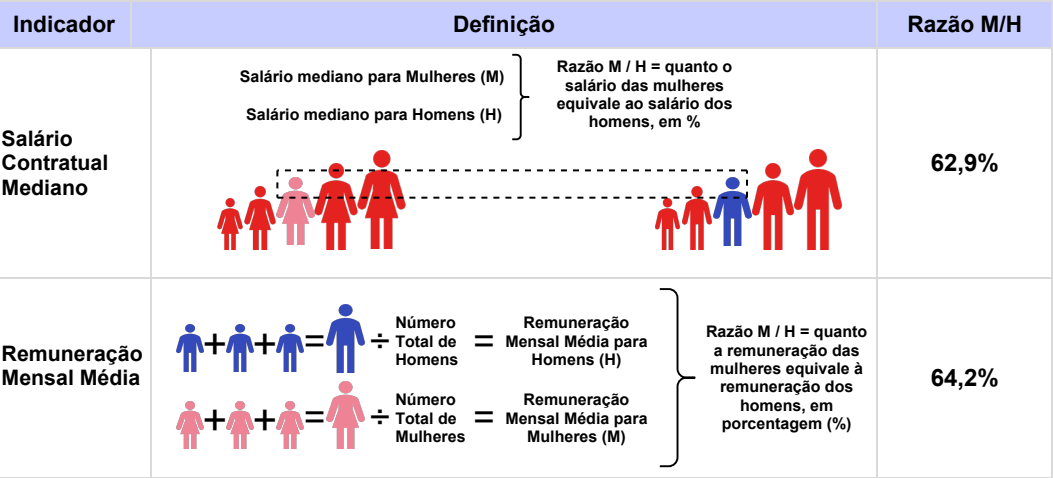 Indicador
Definição
Razão M/H
Salário
Contratual
Mediano
Salário mediano para Mulheres (M)
Salário mediano para Homens (H)
Razão M / H = quanto o
salário das mulheres
equivale ao salário dos
homens, em %
62,9%
Remuneração
Mensal Média
+ + = ÷
Número
Total de
Homens
=
Remuneração
Mensal Média para
Homens (H)
+ + = ÷
Número
Total de
Mulheres
=
Remuneração
Mensal Média para
Mulheres (M)
Razão M / H = quanto
a remuneração das
mulheres equivale à
remuneração dos
homens, em
porcentagem (%)
64,2%